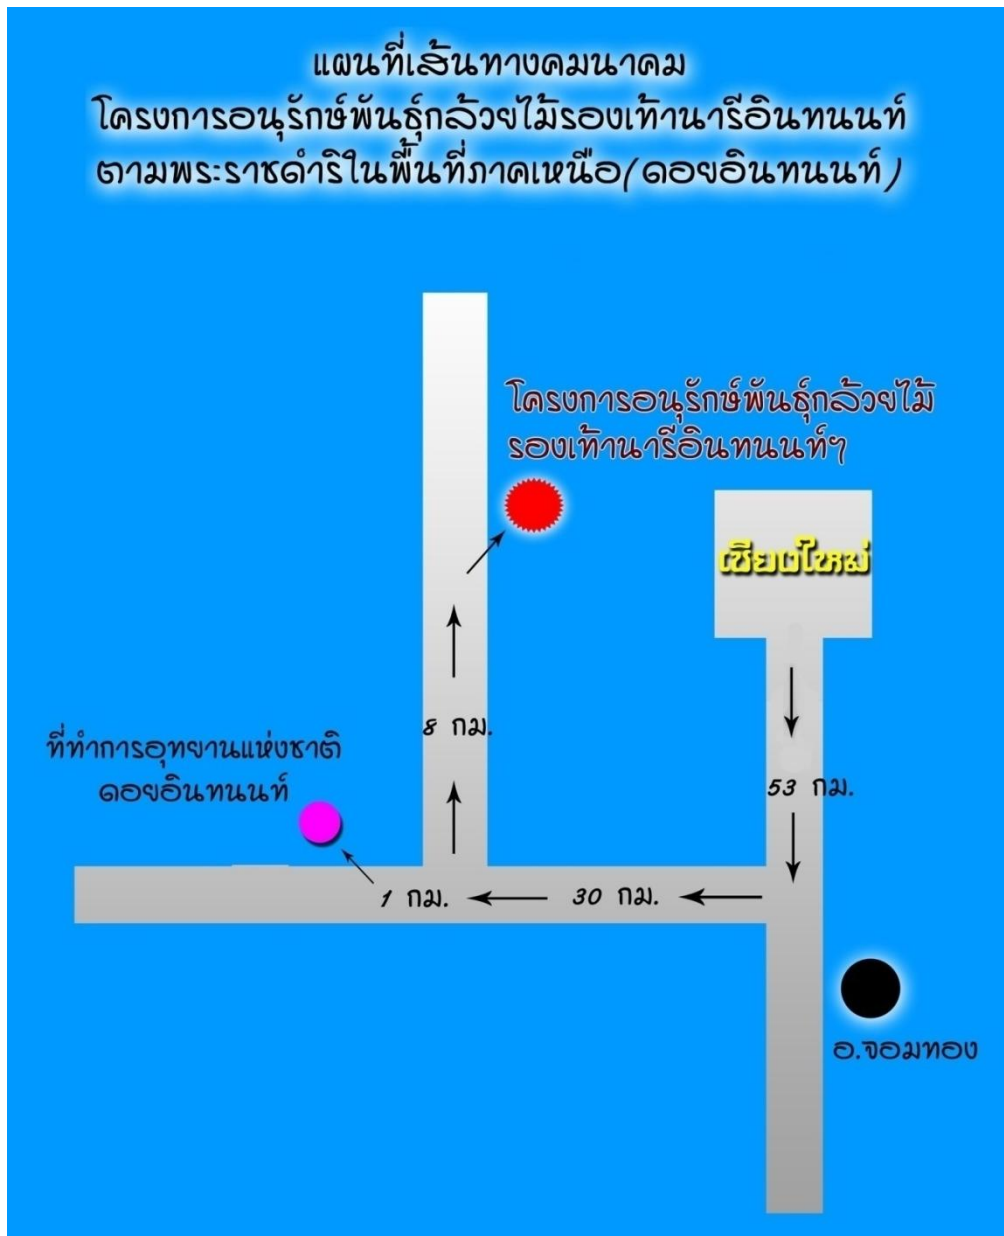 แผนที่เส้นทางคมนาคม
โครงการอนุรักษ์พันธุ์กล้วยไม้รองเท้านารีอินทนนท์
ตามพระราชดำริในพื้นที่ภาคเหนือ(ดอยอินทนนท์)
โครงการอนุรักษ์พันธุ์กล้วยไม้
รองเท้านารีอินทนนท์ฯ
เชียงใหม่
8 กม.
ที่ทำการอุทยานแห่งชาติ
ดอยอินทนนท์
53 กม.
1 กม.
30 กม.
อ.จอมทอง